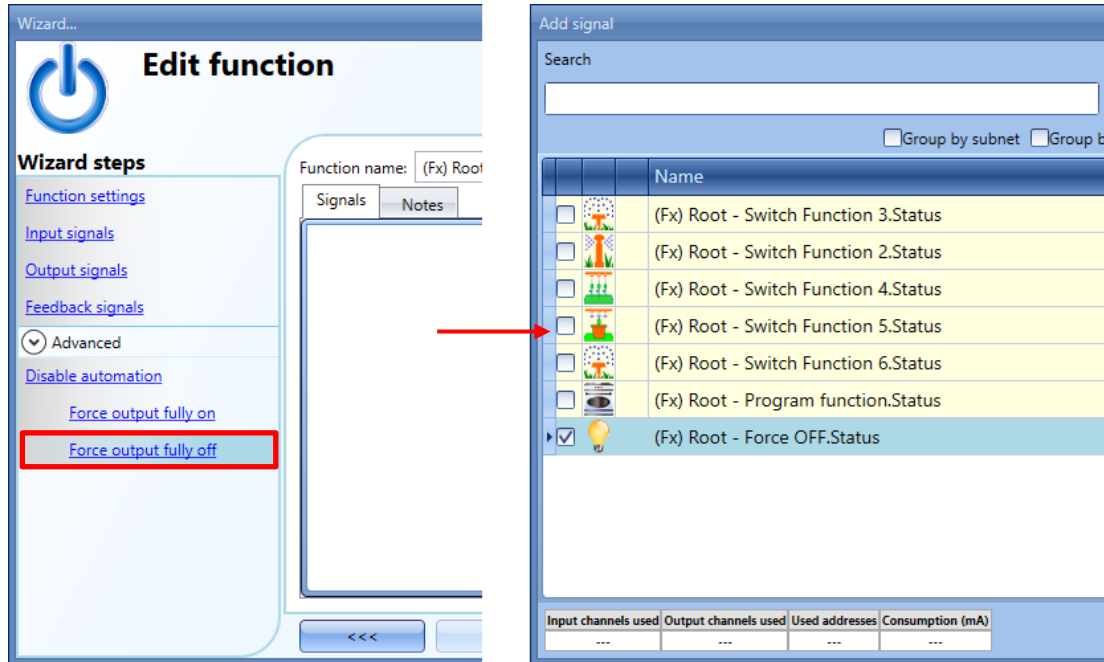 Wizard...
Edit function
Wizard steps
Function settings
Input signals
Output signals
Feedback signals
Advanced
Disable automation
Force output fully on
Force output fully off
Function name: (Fx) Root
Signals
Notes
<<<
Add signal
Search
Group by subnet
Group b
Name
(Fx) Root - Switch Function 3.Status
(Fx) Root - Switch Function 2.Status
(Fx) Root - Switch Function 4.Status
(Fx) Root - Switch Function 5.Status
(Fx) Root - Switch Function 6.Status
(Fx) Root - Program function.Status
(Fx) Root - Force OFF.Status
Input channels used Output channels used Used addresses Consumption (mA)
--- --- --- ---